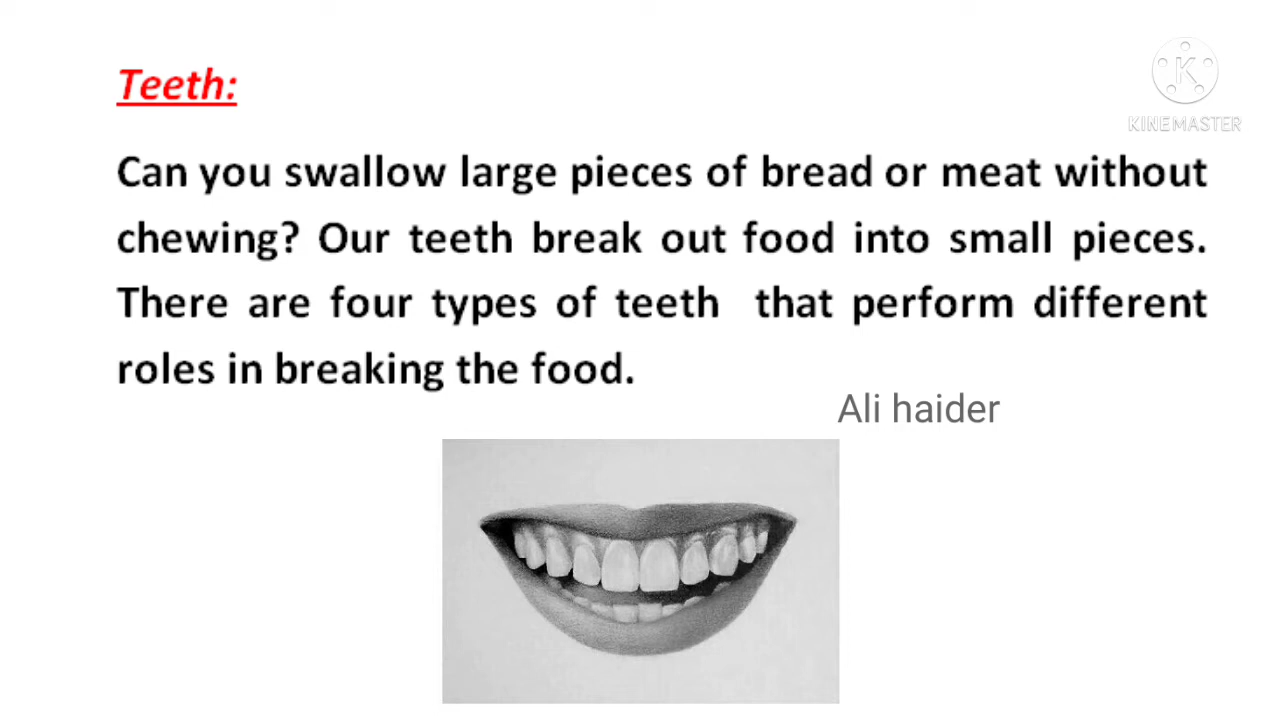 Teeth:
K
KINEMASTER
Can you swallow large pieces of bread or meat without
chewing? Our teeth break out food into small pieces.
There are four types of teeth that perform different
roles in breaking the food.
Ali haider